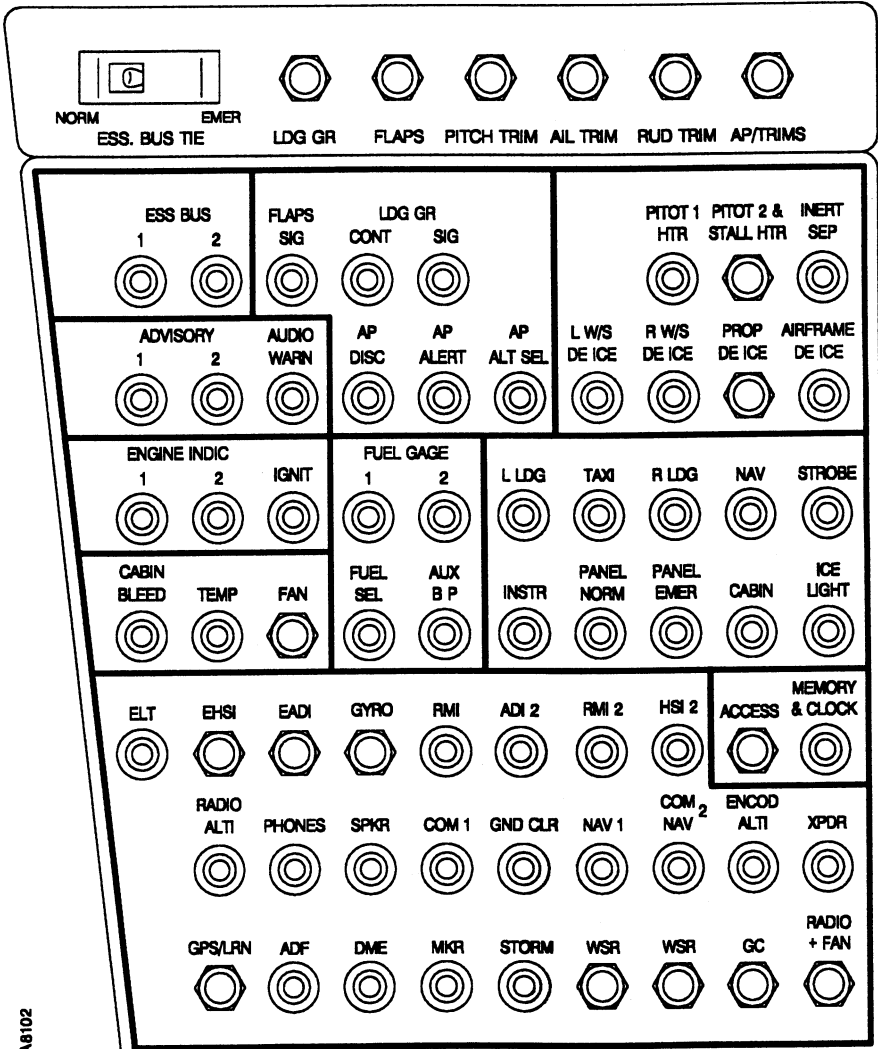 NORM EMER
ESS. BUS TIE LDG GR FLAPS PITCH TRIM AIL TRIM RUD TRIM AP/TRIMS
ESS BUS FLAPS LDG GR PITOT 1 PITOT 2 & INERT
1 2 SIG CONT SIG HTR STALL HTR SEP
ADVISORY AUDIO AP AP AP L W/S R W/S PROP AIRFRAME
1 2 WARN DISC ALERT ALT SEL DE ICE DE ICE DE ICE DE ICE
ENGINE INDIC FUEL GAGE
1 2 IGNIT 1 2 L LDG TAXI R LDG NAV STROBE
CABIN FUEL AUX PANEL PANEL ICE
BLEED TEMP FAN SEL B P INSTR NORM EMER CABIN LIGHT
MEMORY
ELT EHSI EADI GYRO RMI ADI 2 RMI 2 HSI 2 ACCESS & CLOCK
RADIO COM 2 ENCOD
ALTI PHONES SPKR COM 1 GND CLR NAV 1 NAV ALTI XPDR
RADIO
GPS/LRN ADF DME MKR STORM WSR WSR GC + FAN
A8102